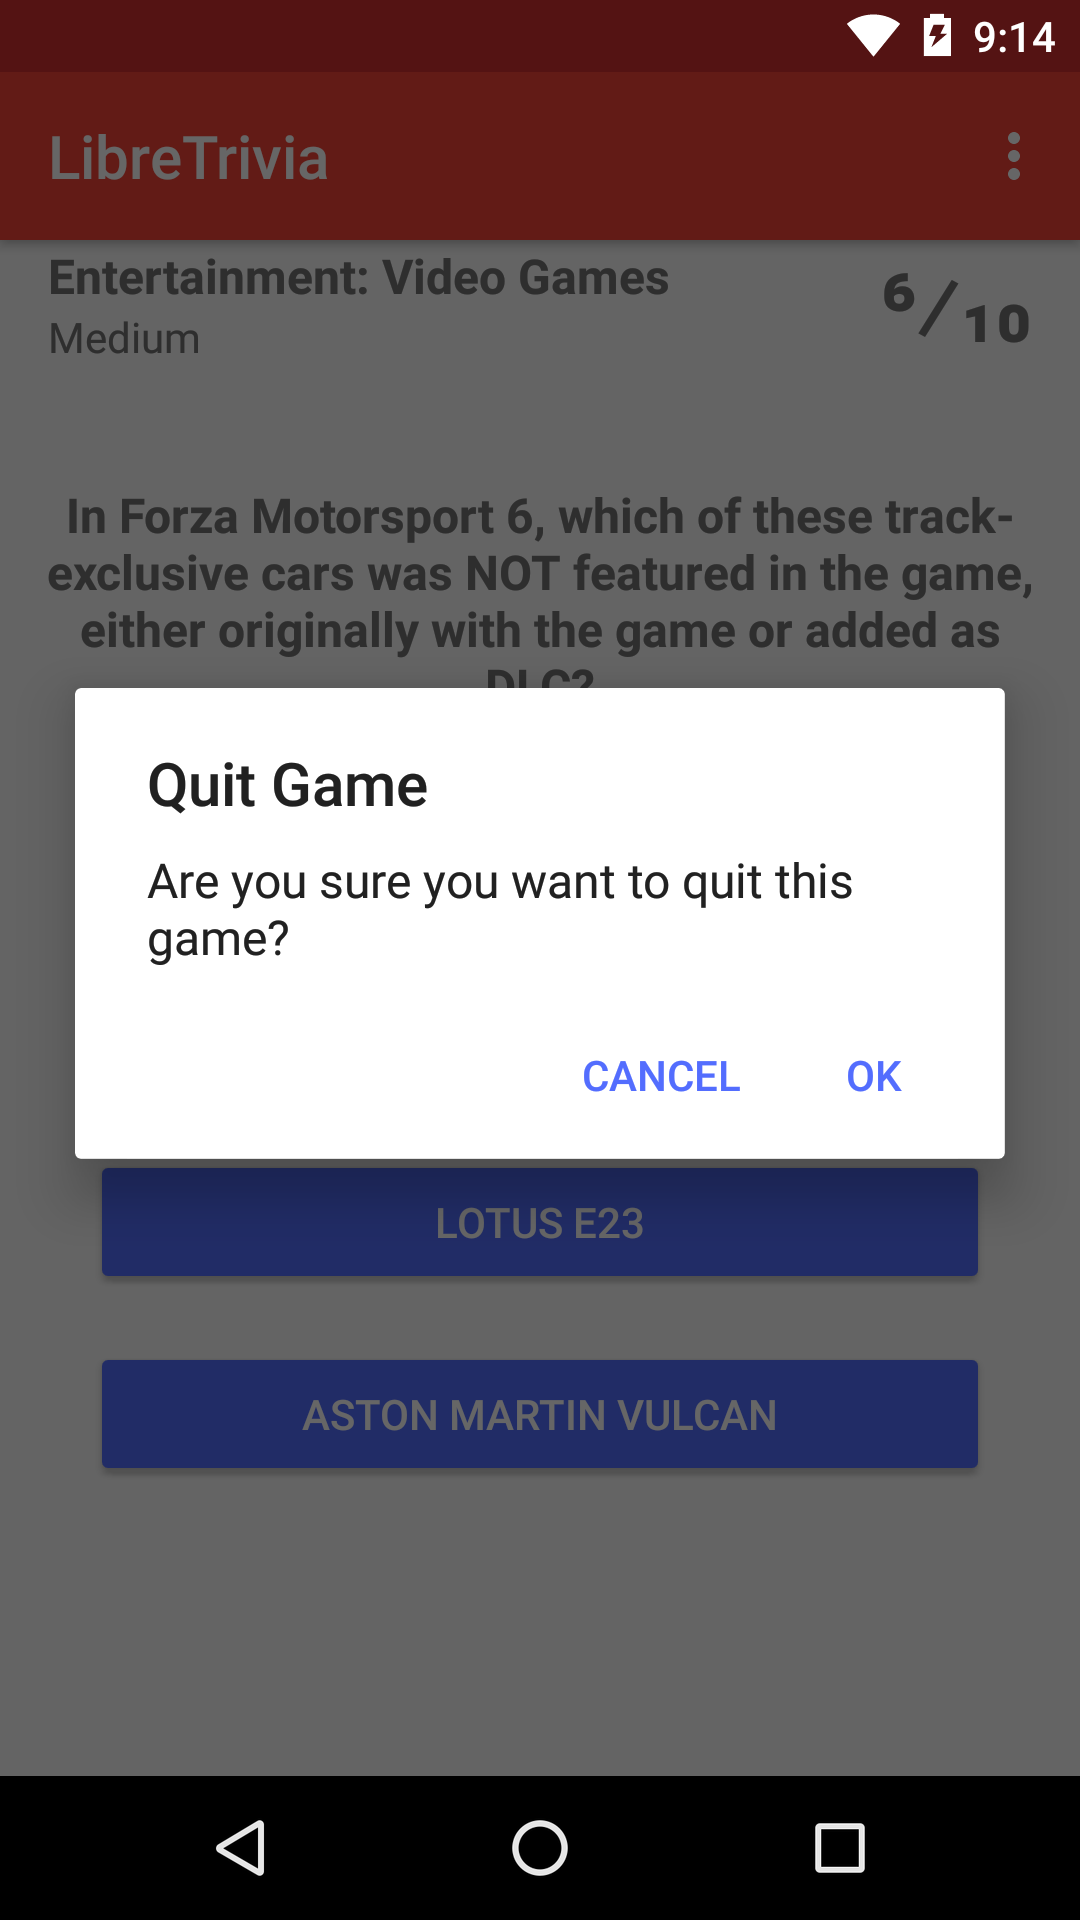 9:14
LibreTrivia
Entertainment: Video Games
Medium
6/10
In Forza Motorsport 6, which of these track-
exclusive cars was NOT featured in the game,
either originally with the game or added as
DLC?
Quit Game
Are you sure you want to quit this
game?
CANCEL OK
LOTUS E23
ASTON MARTIN VULCAN